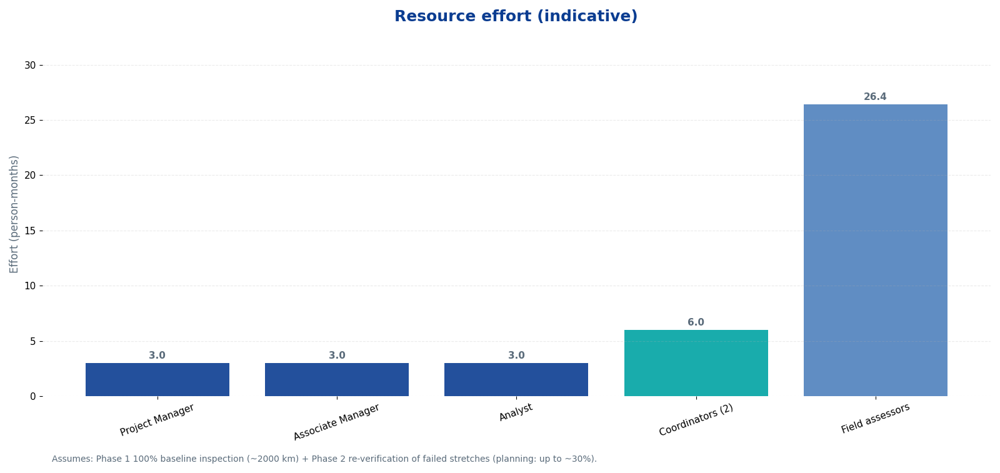 Resource effort (indicative)
Effort (person-months)
30
25
20
15
10
5
0
3.0
3.0
3.0
6.0
26.4
Project Manager
Associate Manager
Analyst
Coordinators (2)
Field assessors
Assumes: Phase 1 100% baseline inspection (~2000 km) + Phase 2 re-verification of failed stretches (planning: up to ~30%).